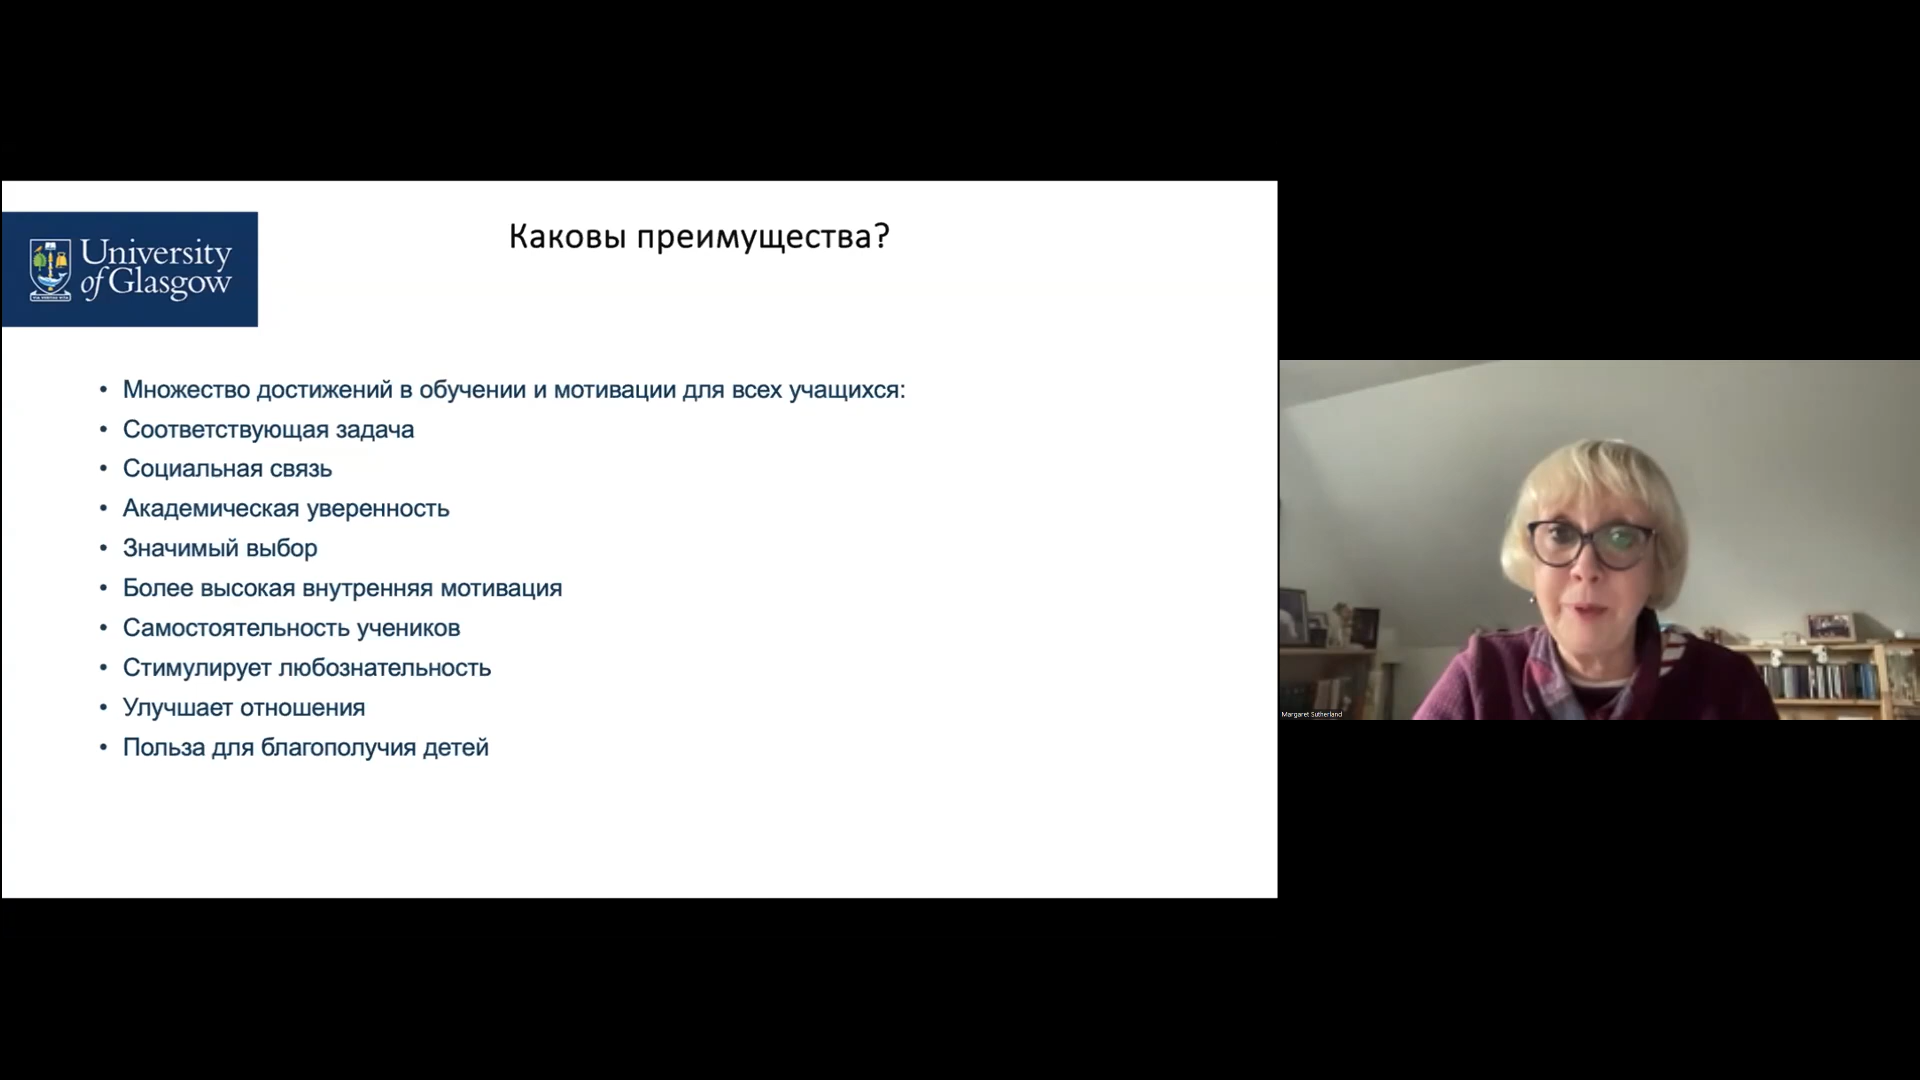 University
of Glasgow
Каковы преимущества?
• Множество достижений в обучении и мотивации для всех учащихся:
• Соответствующая задача
• Социальная связь
• Академическая уверенность
• Значимый выбор
• Более высокая внутренняя мотивация
• Самостоятельность учеников
• Стимулирует любознательность
• Улучшает отношения
• Польза для благополучия детей
Margaret Sutherland